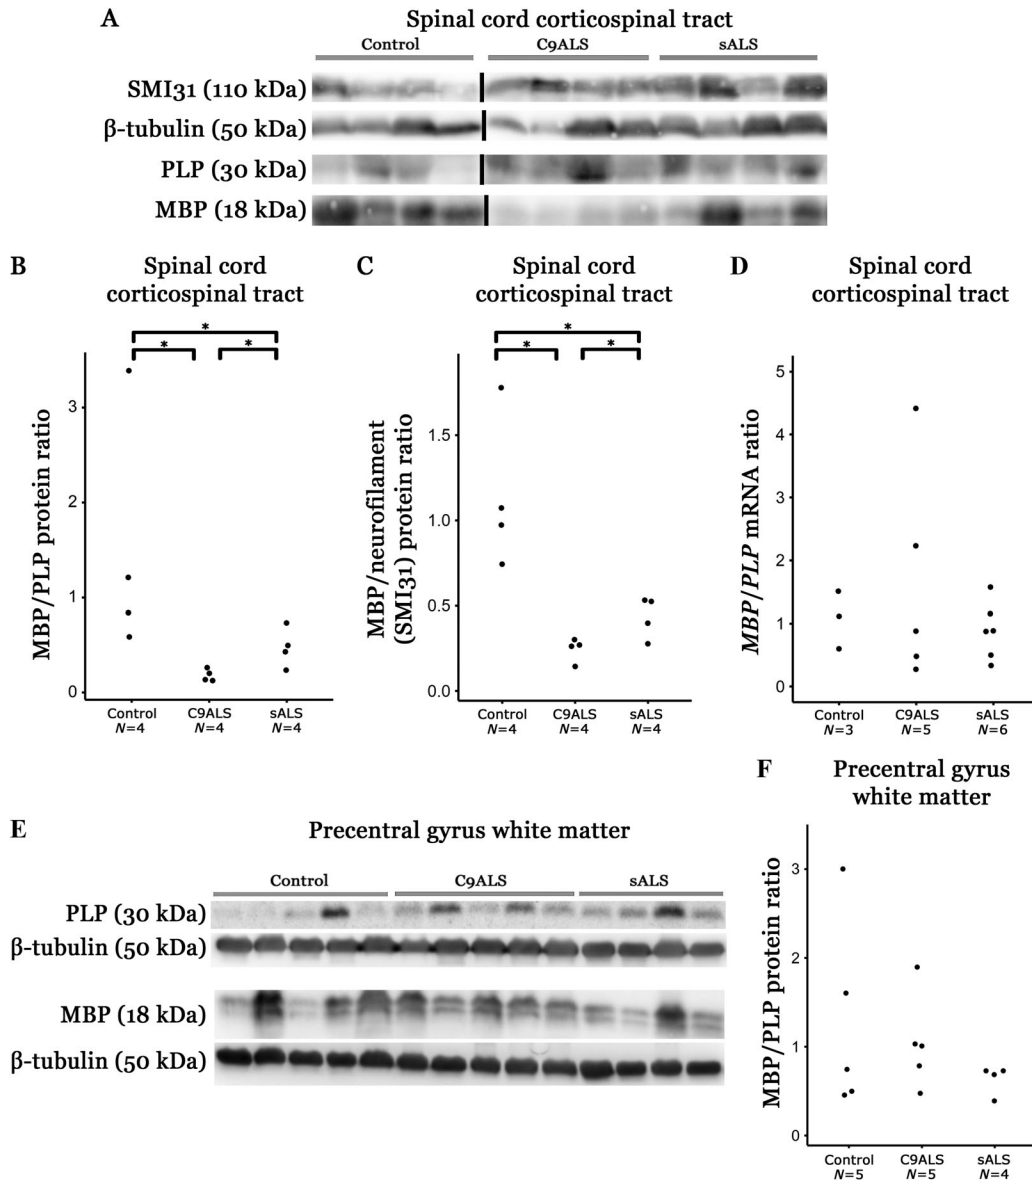 A
Spinal cord corticospinal tract
Control
C9ALS
sALS
SMI31 (110 kDa)
β-tubulin (50 kDa)
PLP (30 kDa)
MBP (18 kDa)
B
Spinal cord
corticospinal tract
*
*
*
MBP/PLP protein ratio
3
2
1
0
Control
N=4
C9ALS
N=4
sALS
N=4
C
Spinal cord
corticospinal tract
*
*
*
MBP/neurofilament
(SMI31) protein ratio
1.5
1.0
0.5
0.0
Control
N=4
C9ALS
N=4
sALS
N=4
D
Spinal cord
corticospinal tract
MBP/PLP mRNA ratio
5
4
3
2
1
0
Control
N=3
C9ALS
N=5
sALS
N=6
E
Precentral gyrus white matter
Control
C9ALS
sALS
PLP (30 kDa)
β-tubulin (50 kDa)
MBP (18 kDa)
β-tubulin (50 kDa)
F
Precentral gyrus
white matter
MBP/PLP protein ratio
3
2
1
0
Control
N=5
C9ALS
N=5
sALS
N=4